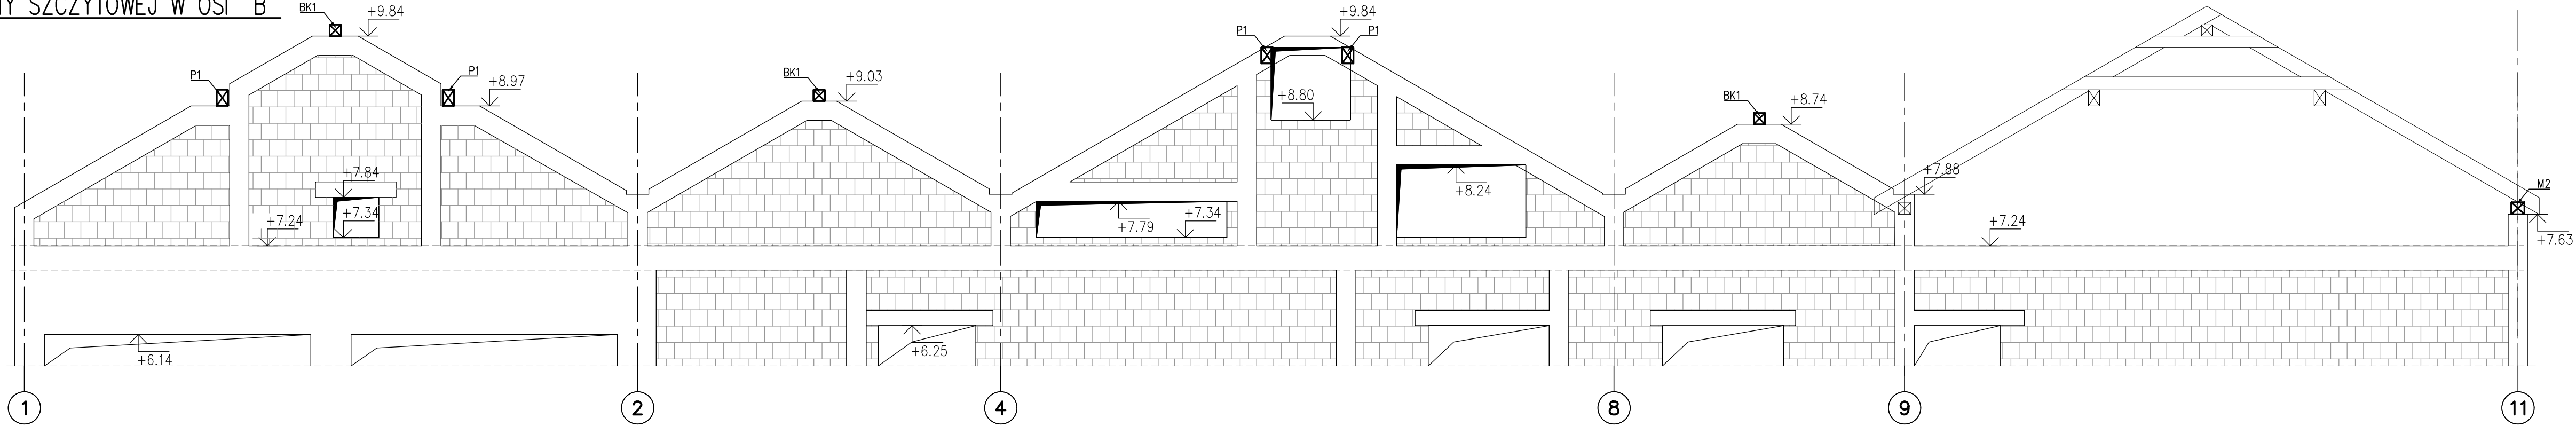 SZCZYTOWEJ W OSI B
BK1
+9.84
P1
P1
+8.97
+7.84
+7.34
+7.24
BK1
+9.03
+9.84
P1
P1
+8.80
+8.24
+7.79
+7.34
BK1
+8.74
+7.88
+7.24
M2
+7.63
+6.14
+6.25
1
2
4
8
9
11